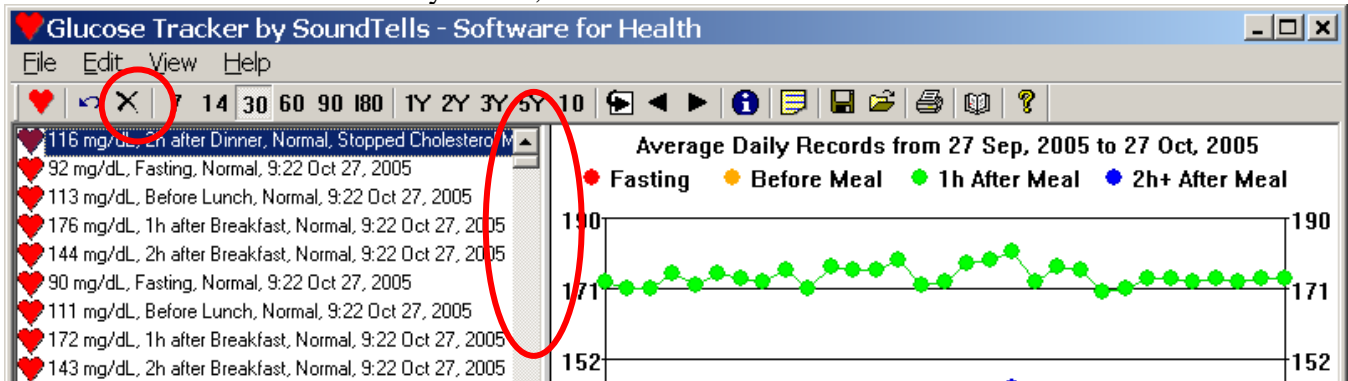 Glucose Tracker by SoundTells - Software for Health
File Edit View Help
7 14 30 60 90 180 1Y 2Y 3Y 5Y 10
116 mg/dL, 2h after Dinner, Normal, Stopped Cholesterol M
92 mg/dL, Fasting, Normal, 9:22 Oct 27, 2005
113 mg/dL, Before Lunch, Normal, 9:22 Oct 27, 2005
176 mg/dL, 1h after Breakfast, Normal, 9:22 Oct 27, 2005
144 mg/dL, 2h after Breakfast, Normal, 9:22 Oct 27, 2005
90 mg/dL, Fasting, Normal, 9:22 Oct 27, 2005
111 mg/dL, Before Lunch, Normal, 9:22 Oct 27, 2005
172 mg/dL, 1h after Breakfast, Normal, 9:22 Oct 27, 2005
143 mg/dL, 2h after Breakfast, Normal, 9:22 Oct 27, 2005
Average Daily Records from 27 Sep, 2005 to 27 Oct, 2005
Fasting Before Meal 1h After Meal 2h+ After Meal
190 190
171 171
152 152